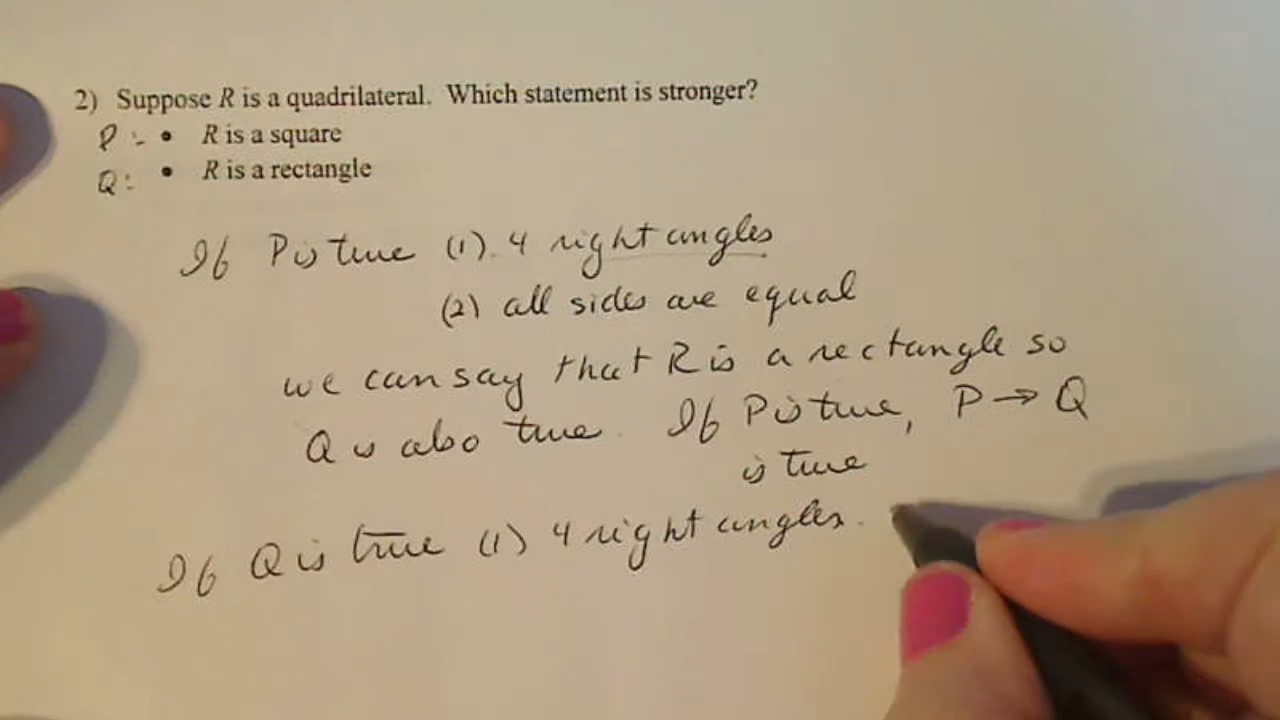 2) Suppose R is a quadrilateral. Which statement is stronger?
P: • R is a square
Q: • R is a rectangle
If P is true (1). 4 right angles
(2) all sides are equal
we can say that R is a rectangle so
Q is also true. If P is true, P → Q
is true
If Q is true (1) 4 right angles.